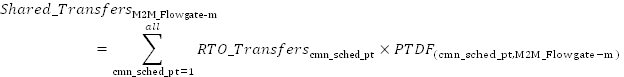 Shared_Transfers_M2M_Flowgate-m
= ∑_{cmn_sched_pt=1}^{all} RTO_Transfers_cmn_sched_pt × PTDF_(cmn_sched_pt,M2M_Flowgate−m)